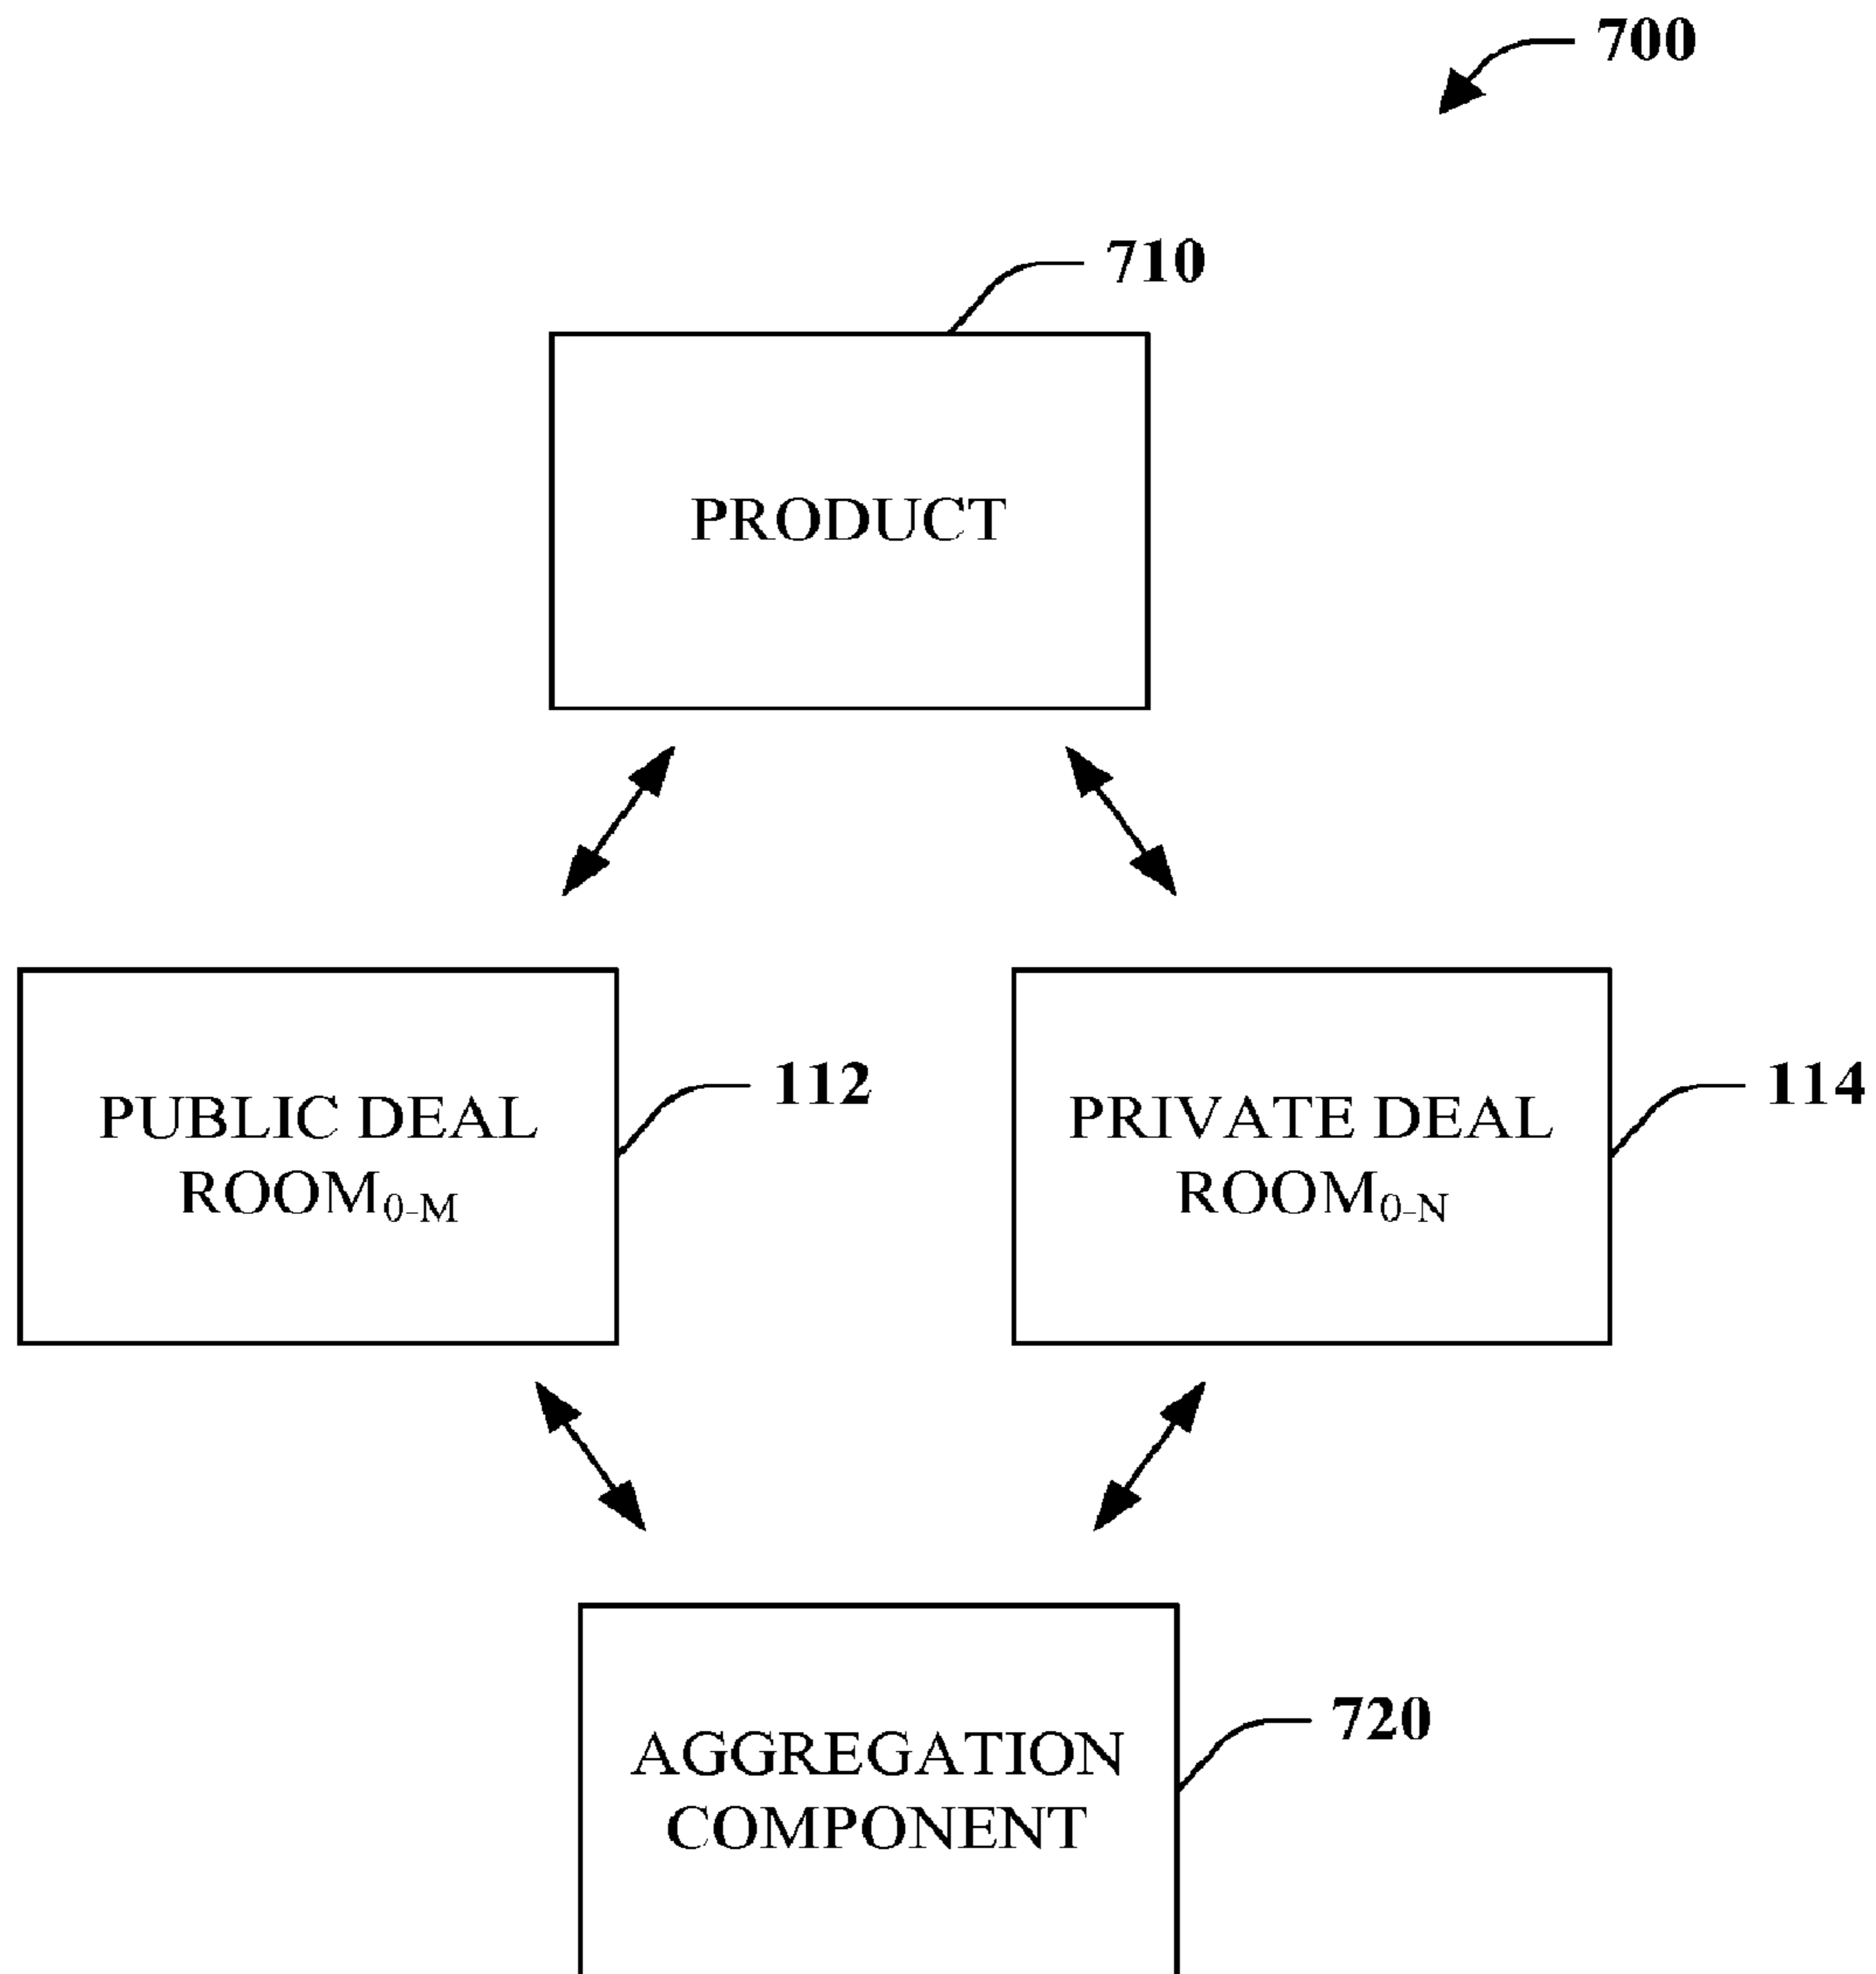 700
710
PRODUCT
PUBLIC DEAL
ROOM0-M
112
PRIVATE DEAL
ROOM0-N
114
AGGREGATION
COMPONENT
720